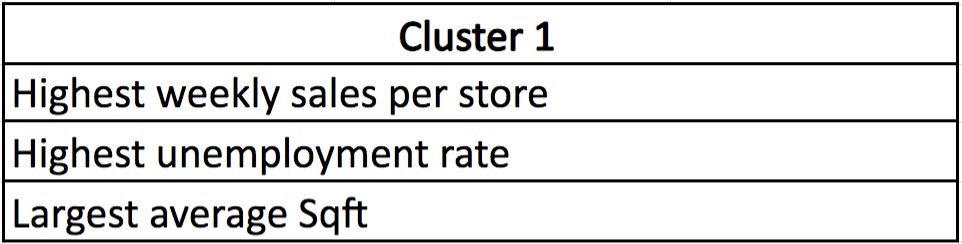 Cluster 1
Highest weekly sales per store
Highest unemployment rate
Largest average Sqft